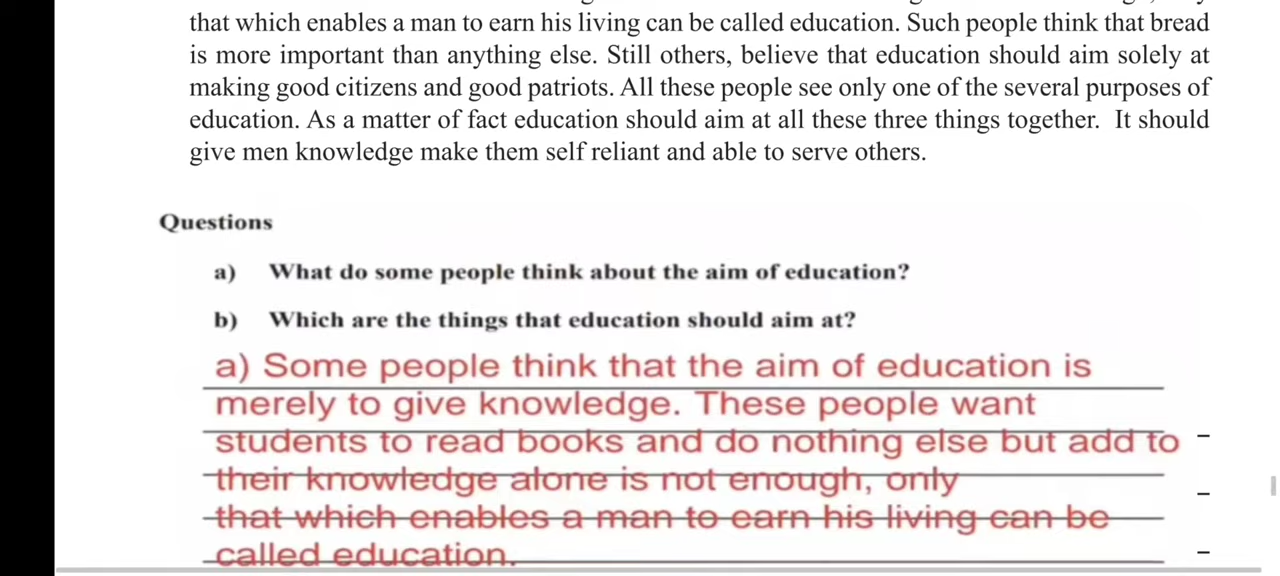 that which enables a man to earn his living can be called education. Such people think that bread
is more important than anything else. Still others, believe that education should aim solely at
making good citizens and good patriots. All these people see only one of the several purposes of
education. As a matter of fact education should aim at all these three things together. It should
give men knowledge make them self reliant and able to serve others.
Questions
a) What do some people think about the aim of education?
b) Which are the things that education should aim at?
a) Some people think that the aim of education is
merely to give knowledge. These people want
students to read books and do nothing else but add to
their knowledge alone is not enough, only
that which enables a man to earn his living can be
called education.